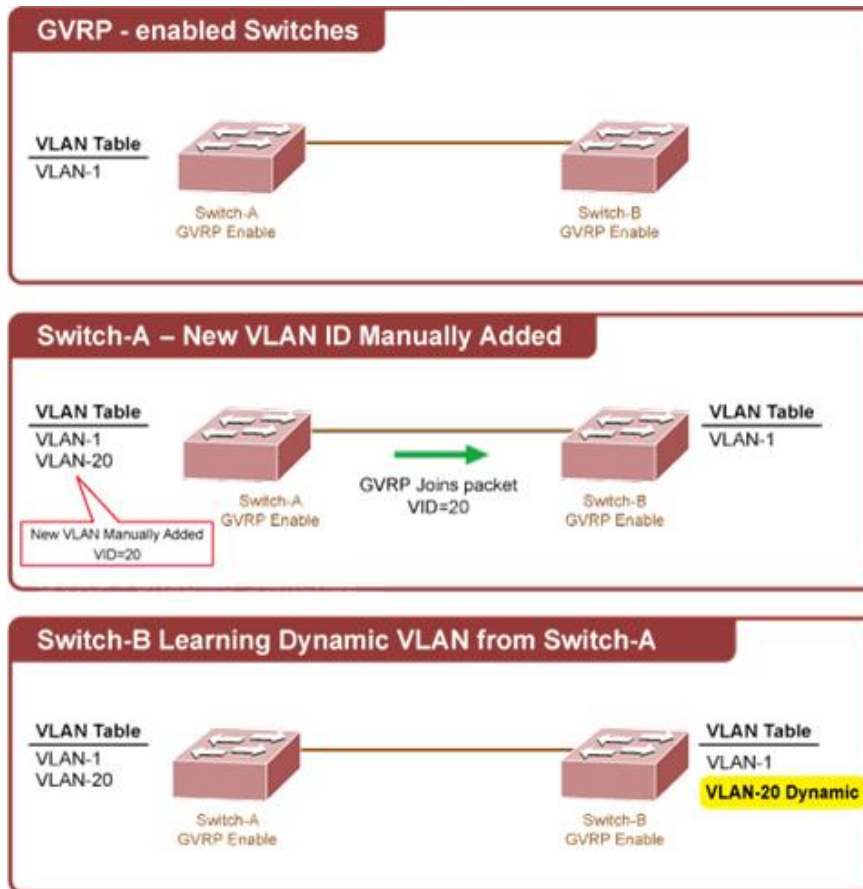 GVRP - enabled Switches
VLAN Table
VLAN-1
Switch-A
GVRP Enable
Switch-B
GVRP Enable
Switch-A – New VLAN ID Manually Added
VLAN Table
VLAN-1
VLAN-20
New VLAN Manually Added
VID=20
Switch-A
GVRP Enable
GVRP Joins packet
VID=20
Switch-B
GVRP Enable
VLAN Table
VLAN-1
Switch-B Learning Dynamic VLAN from Switch-A
VLAN Table
VLAN-1
VLAN-20
Switch-A
GVRP Enable
Switch-B
GVRP Enable
VLAN Table
VLAN-1
VLAN-20 Dynamic